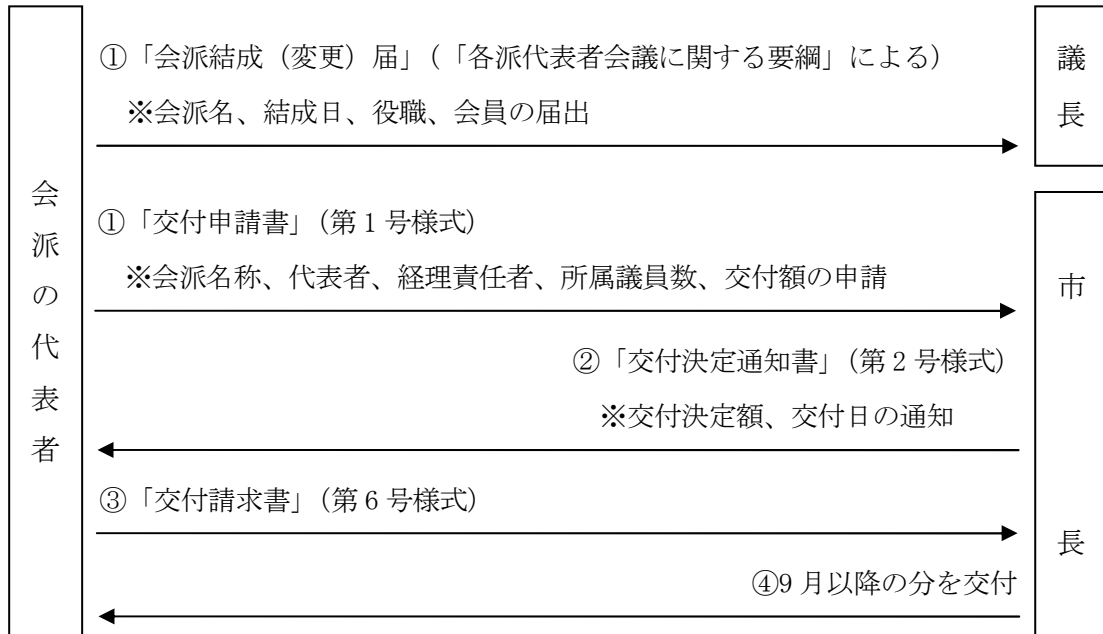 ①「会派結成（変更）届」（「各派代表者会議に関する要綱」による）
※会派名、結成日、役職、会員の届出
議長
会派の代表者
①「交付申請書」（第1号様式）
※会派名称、代表者、経理責任者、所属議員数、交付額の申請
②「交付決定通知書」（第2号様式）
※交付決定額、交付日の通知
③「交付請求書」（第6号様式）
④9月以降の分を交付
市長